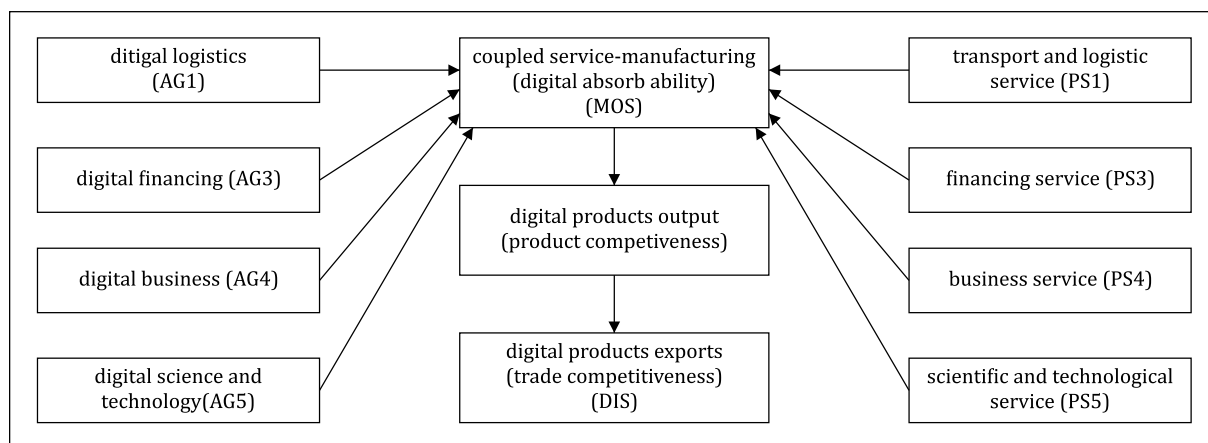 ditigal logistics
(AG1)
digital financing (AG3)
digital business (AG4)
digital science and
technology(AG5)
coupled service-manufacturing
(digital absorb ability)
(MOS)
digital products output
(product competiveness)
digital products exports
(trade competitiveness)
(DIS)
transport and logistic
service (PS1)
financing service (PS3)
business service (PS4)
scientific and technological
service (PS5)